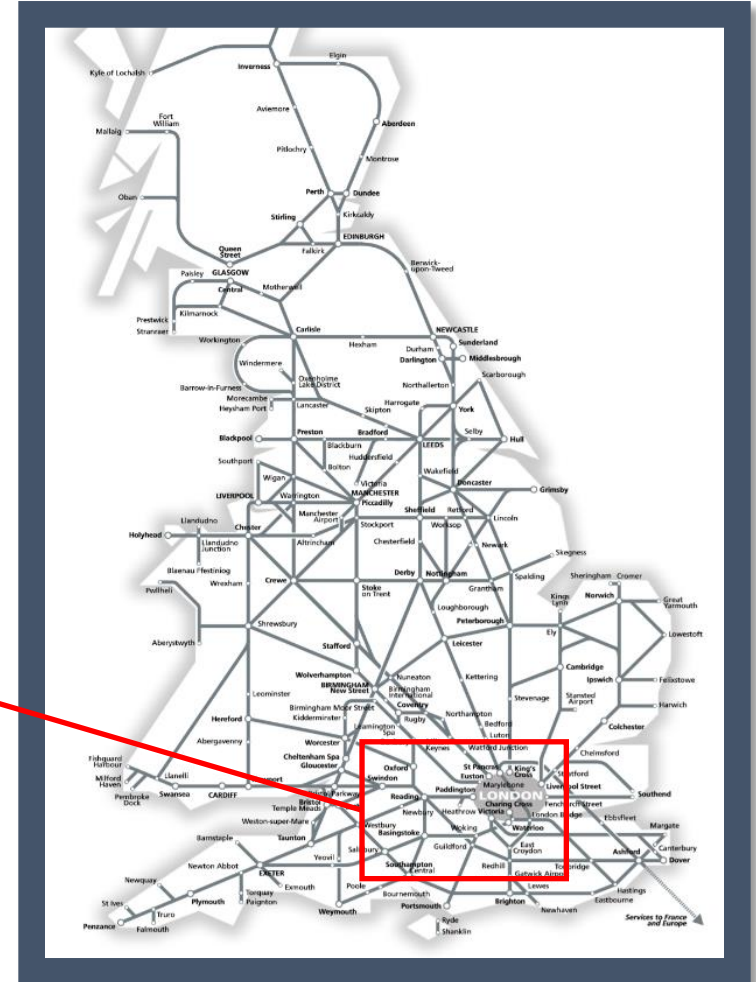 Elgin
Inverness
Kyle of Lochalsh
Aviemore
Fort
William
Aberdeen
Mallaig
Pitlochry
Montrose
Perth
Dundee
Oban
Stirling
Kirkcaldy
EDINBURGH
Queen
Street
Falkirk
Berwick-
upon-Tweed
Paisley
GLASGOW
Central
Motherwell
Prestwick
Kilmarnock
Stranraer
Carlisle
NEWCASTLE
Workington
Hexham
Sunderland
Durham
Darlington
Middlesbrough
Windermere
Scarborough
Oxenholme
Lake District
Barrow-in-Furness
Northallerton
Morecambe
Lancaster
Harrogate
Heysham Port
Skipton
York
Blackpool
Preston
Bradford
Selby
Hull
Blackburn
LEEDS
Southport
Huddersfield
Bolton
Wakefield
Wigan
Victoria
Doncaster
LIVERPOOL
Warrington
MANCHESTER
Piccadilly
Grimsby
Manchester
Airport
Sheffield
Retford
Llandudno
Stockport
Worksop
Lincoln
Chester
Holyhead
Llandudno
Junction
Altrincham
Chesterfield
Newark
Skegness
Blaenau Ffestiniog
Derby
Nottingham
Spalding
Sheringham
Cromer
Wrexham
Crewe
Stoke
on Trent
Grantham
Pwllheli
Kings
Lynn
Norwich
Great
Yarmouth
Loughborough
Peterborough
Shrewsbury
Ely
Aberystwyth
Stafford
Leicester
Lowestoft
Wolverhampton
Nuneaton
Kettering
Cambridge
BIRMINGHAM
New Street
Birmingham
International
Ipswich
Felixstowe
Leominster
Coventry
Stevenage
Stansted
Airport
Birmingham Moor Street
Rugby
Northampton
Harwich
Kidderminster
Hereford
Leamington
Spa
Bedford
Colchester
Worcester
Luton
Abergavenny
Keynes
Watford Junction
Chelmsford
Cheltenham Spa
Gloucester
Oxford
St Pancras
King's
Cross
Fishguard
Harbour
Swindon
Euston
Stratford
Milford
Haven
Llanelli
Marylebone
Parkway
Reading
Paddington
Liverpool Street
Pembroke
Dock
Swansea
CARDIFF
LONDON
Southend
Bristol
Temple Meads
Fenchurch Street
Newbury
Charing Cross
Heathrow
Victoria
London Bridge
Ebbsfleet
Weston-super-Mare
Westbury
Waterloo
Margate
Barnstaple
Taunton
Basingstoke
Woking
Salisbury
Guildford
East
Croydon
Canterbury
Yeovil
Newton Abbot
Southampton
Central
Redhill
Tonbridge
Ashford
Dover
EXETER
Gatwick Airport
Newquay
Exmouth
Poole
Lewes
Hastings
Torquay
Paignton
Bournemouth
Eastbourne
St Ives
Plymouth
Weymouth
Portsmouth
Brighton
Newhaven
Truro
Ryde
Services to France
and Europe
Penzance
Falmouth
Shanklin